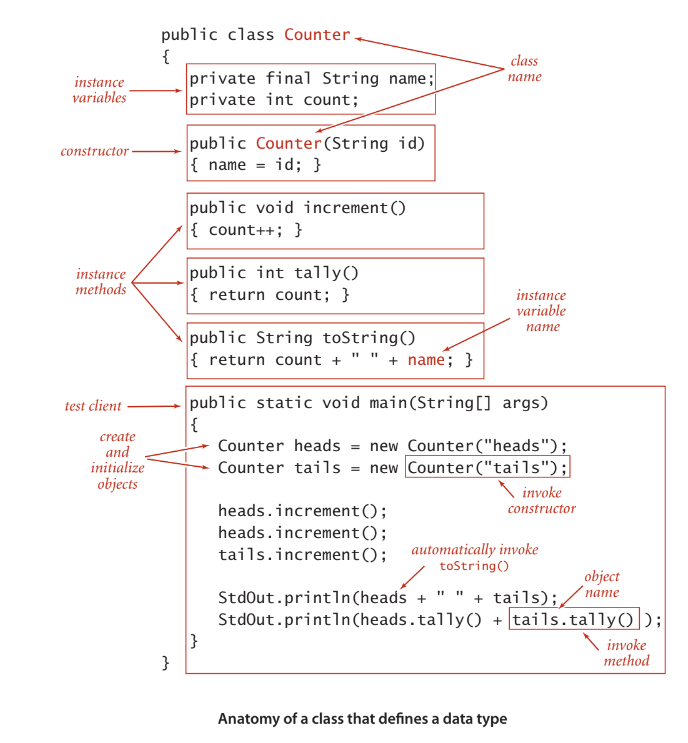 public class Counter
class
name
{
instance
variables
private final String name;
private int count;
constructor
public Counter(String id)
{ name = id; }
public void increment()
{ count++; }
instance
methods
public int tally()
{ return count; }
instance
variable
name
public String toString()
{ return count + " " + name; }
test client
public static void main(String[] args)
{
create
and
initialize
objects
Counter heads = new Counter("heads");
Counter tails = new Counter("tails");
invoke
constructor
heads.increment();
heads.increment();
tails.increment();
automatically invoke
toString()
object
name
StdOut.println(heads + " " + tails);
StdOut.println(heads.tally() + tails.tally() );
}
invoke
method
}
Anatomy of a class that defines a data type